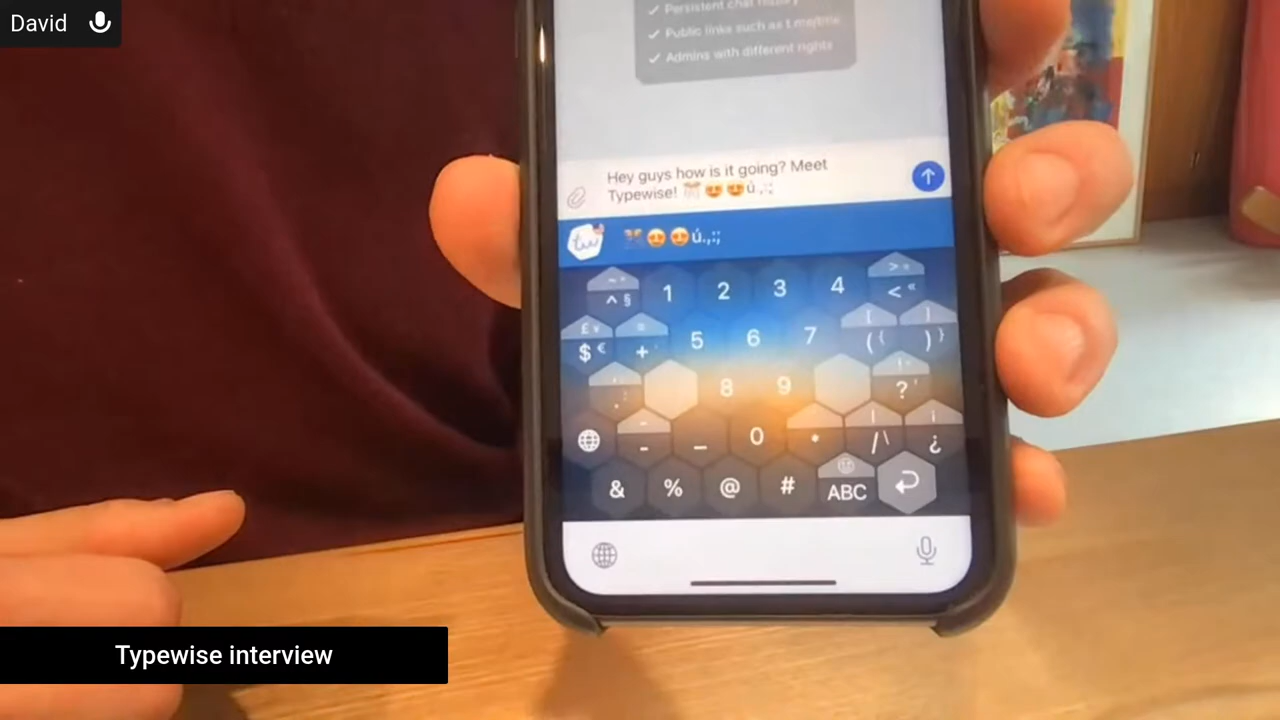 David
✓ Persistent chat history
✓ Public links such as t.me/title
✓ Admins with different rights
Hey guys how is it going? Meet
Typewise! 🎊😍😍ú.,:;
tw
😍😍ú.,:;
^ § 1 2 3 4 > < «
£ ¥ $ € + 5 6 7 [ ( { ] ) }
8 9 ! ?
- _ 0 * | / \ ¡ ¿
& % @ # ABC
Typewise interview